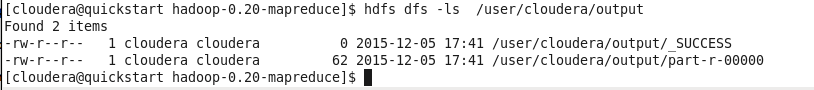 [cloudera@quickstart hadoop-0.20-mapreduce]$ hdfs dfs -ls  /user/cloudera/output
Found 2 items
-rw-r--r--   1 cloudera cloudera          0 2015-12-05 17:41 /user/cloudera/output/_SUCCESS
-rw-r--r--   1 cloudera cloudera         62 2015-12-05 17:41 /user/cloudera/output/part-r-00000
[cloudera@quickstart hadoop-0.20-mapreduce]$